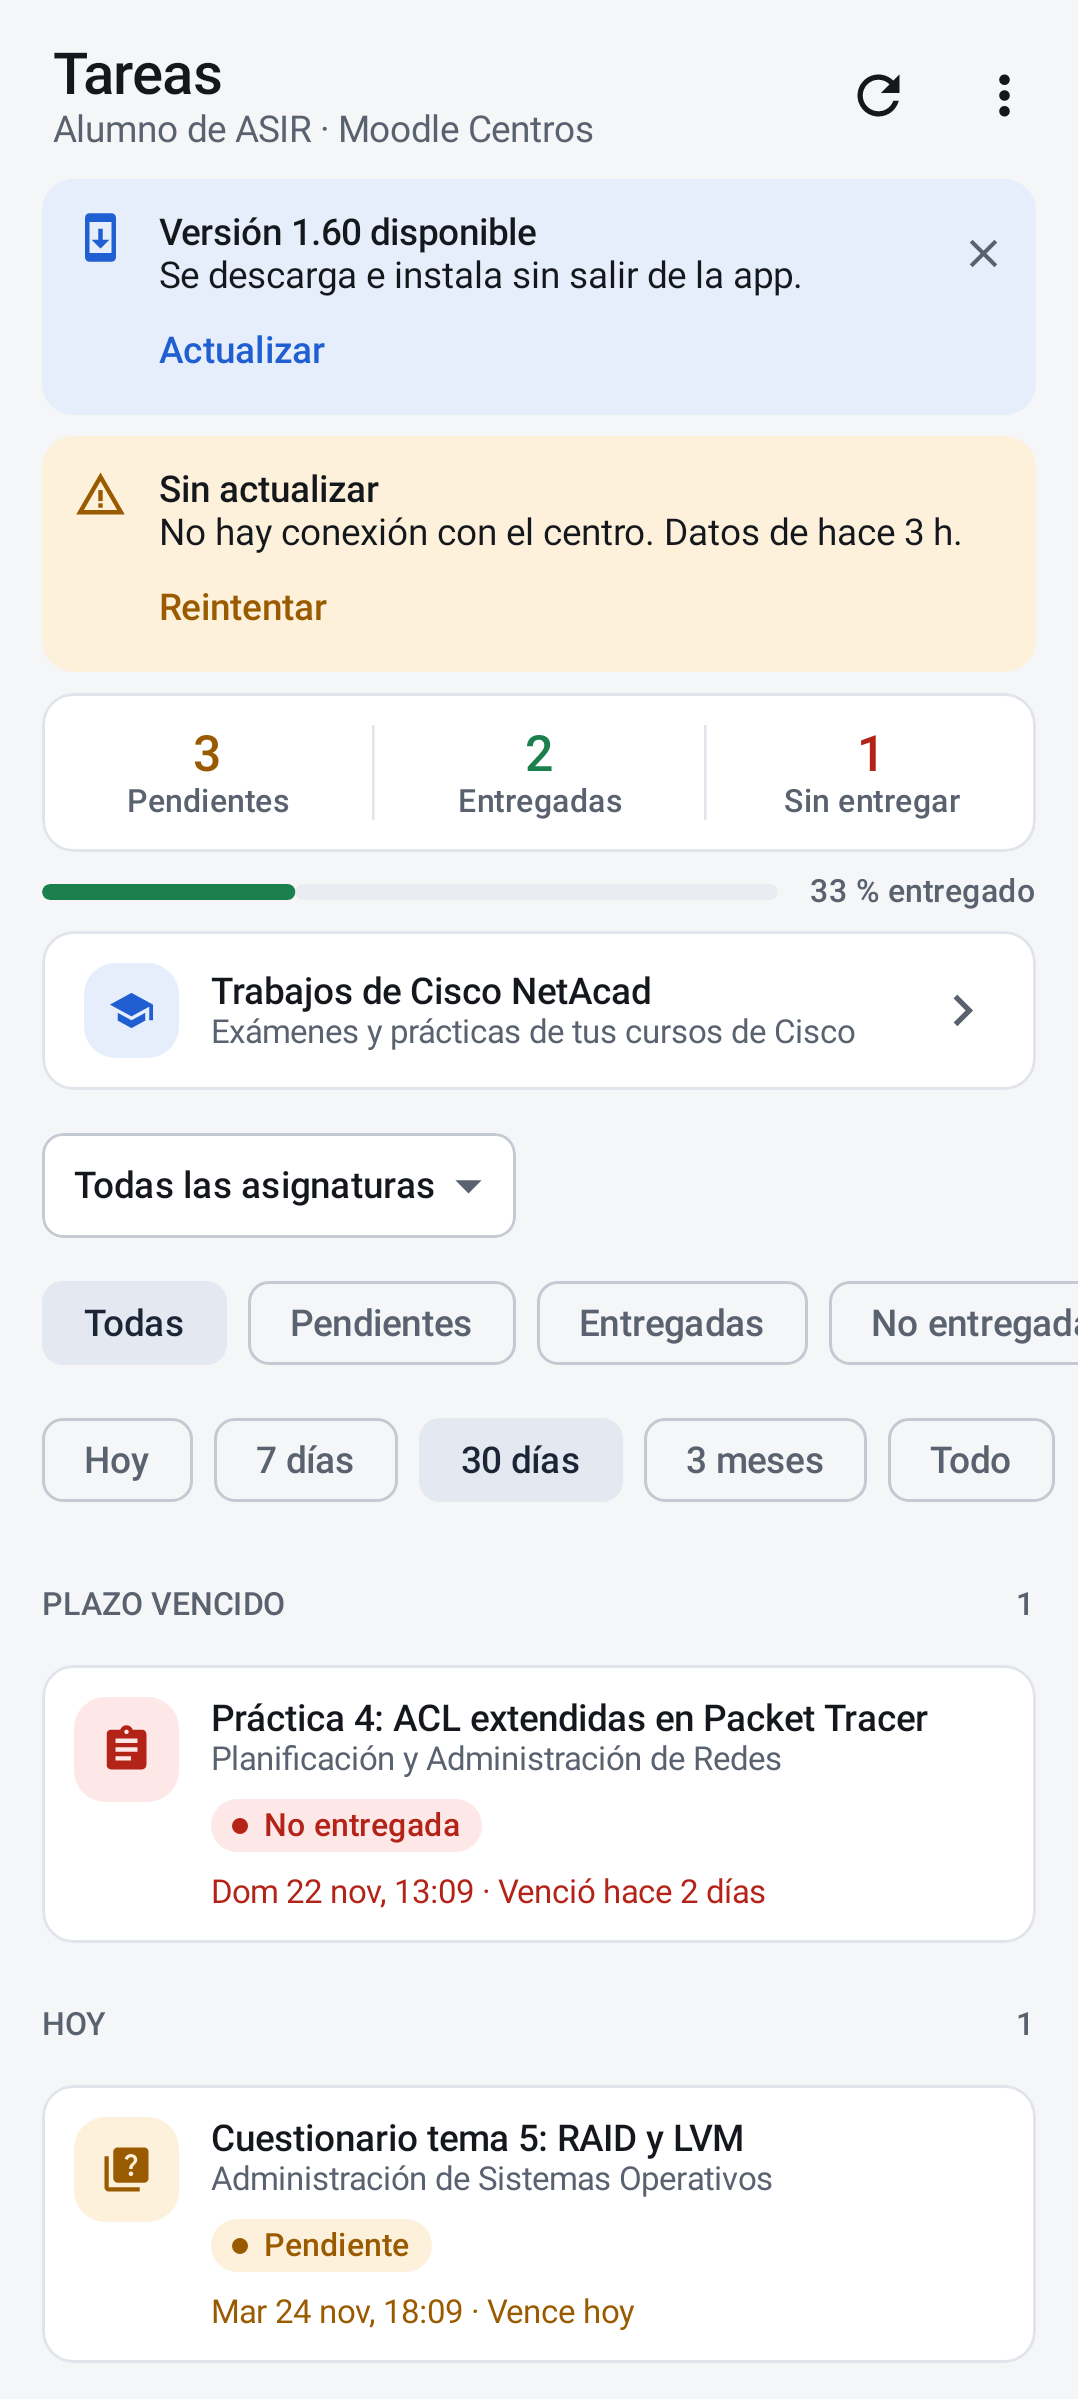 Tareas
Alumno de ASIR · Moodle Centros
Versión 1.60 disponible
Se descarga e instala sin salir de la app.
Actualizar
Sin actualizar
No hay conexión con el centro. Datos de hace 3 h.
Reintentar
3 2 1
Pendientes Entregadas Sin entregar
33 % entregado
Trabajos de Cisco NetAcad
Exámenes y prácticas de tus cursos de Cisco
Todas las asignaturas
Todas Pendientes Entregadas No entregada
Hoy 7 días 30 días 3 meses Todo
PLAZO VENCIDO 1
Práctica 4: ACL extendidas en Packet Tracer
Planificación y Administración de Redes
No entregada
Dom 22 nov, 13:09 · Venció hace 2 días
HOY 1
Cuestionario tema 5: RAID y LVM
Administración de Sistemas Operativos
Pendiente
Mar 24 nov, 18:09 · Vence hoy